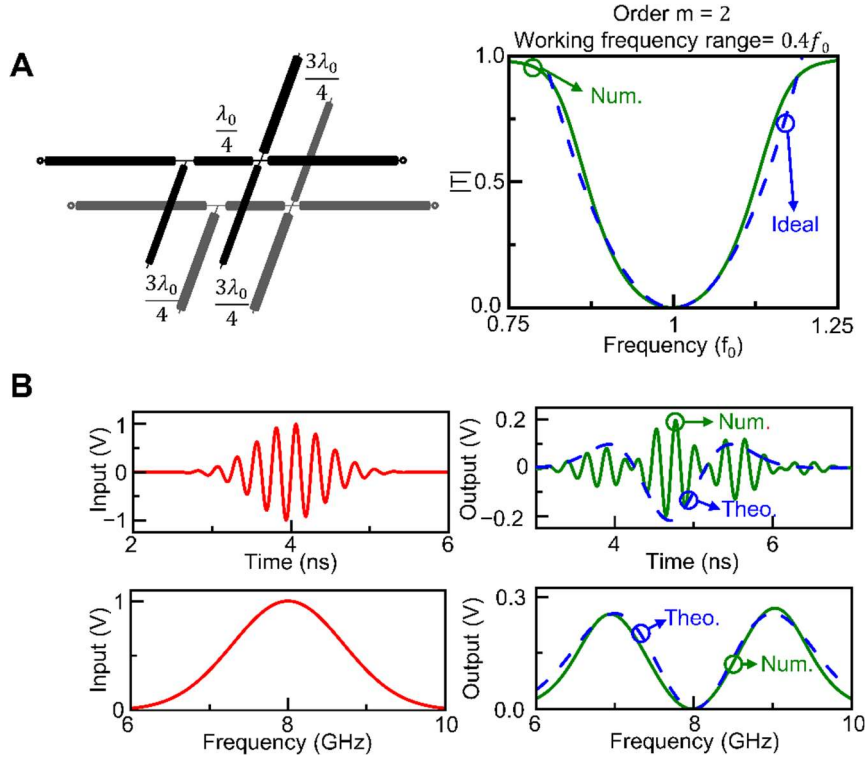 Order m = 2
Working frequency range= 0.4f₀
A
3λ₀/4
λ₀/4
3λ₀/4
3λ₀/4
1.0
0.5
0.0
|T|
Num.
Ideal
0.75
1
1.25
Frequency (f₀)
B
1
0
−1
Input (V)
2
4
6
Time (ns)
0.2
0
−0.2
Output (V)
Num.
Theo.
4
6
Time (ns)
1
0
Input (V)
6
8
10
Frequency (GHz)
0.3
0.0
Output (V)
Theo.
Num.
6
7
8
9
10
Frequency (GHz)